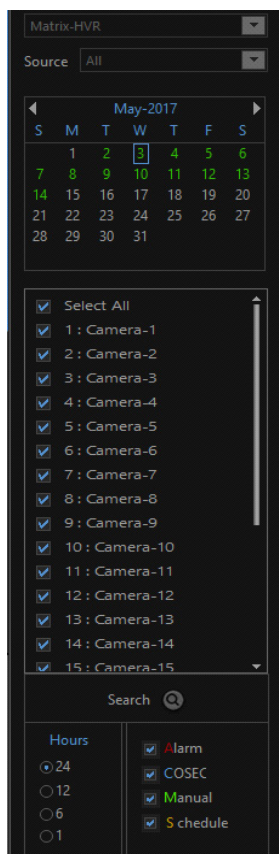 Matrix-HVR
Source All
May-2017
S M T W T F S
1 2 3 4 5 6
7 8 9 10 11 12 13
14 15 16 17 18 19 20
21 22 23 24 25 26 27
28 29 30 31
Select All
1 : Camera-1
2 : Camera-2
3 : Camera-3
4 : Camera-4
5 : Camera-5
6 : Camera-6
7 : Camera-7
8 : Camera-8
9 : Camera-9
10 : Camera-10
11 : Camera-11
12 : Camera-12
13 : Camera-13
14 : Camera-14
15 : Camera-15
Search
Hours
24
12
6
1
Alarm
COSEC
Manual
S chedule